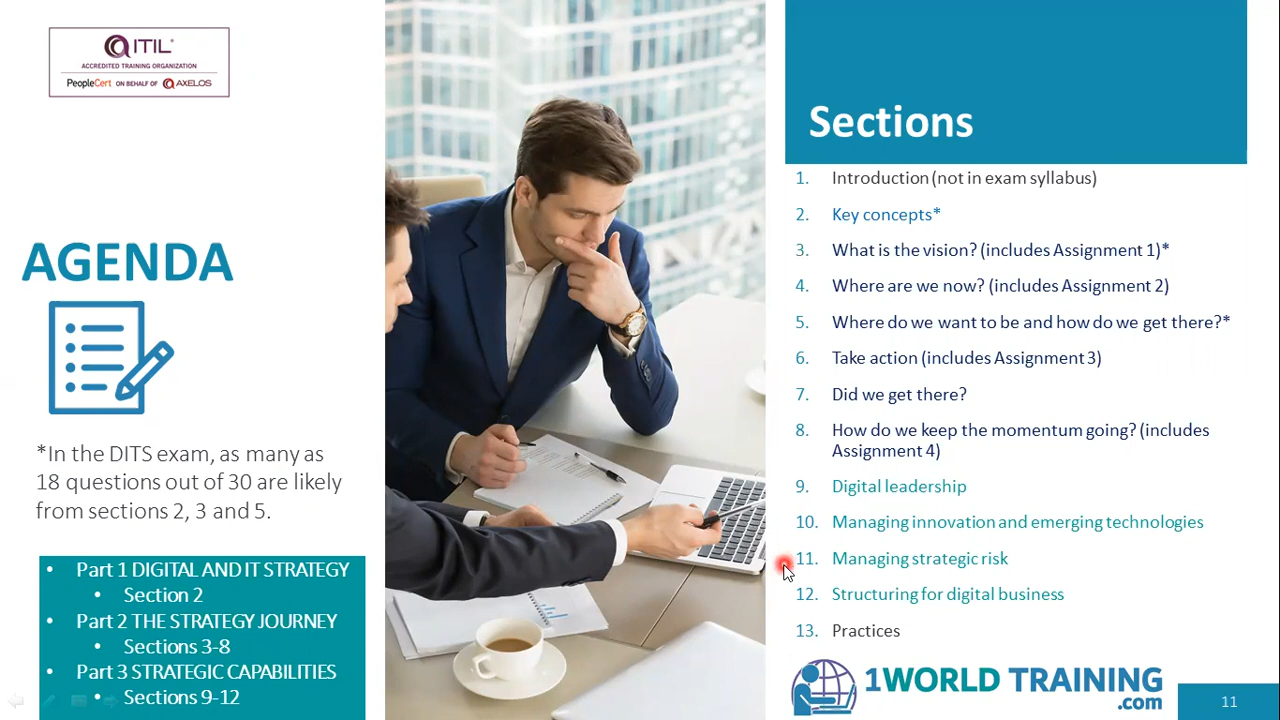 ITIL®
ACCREDITED TRAINING ORGANIZATION
PeopleCert ON BEHALF OF AXELOS
AGENDA
*In the DITS exam, as many as
18 questions out of 30 are likely
from sections 2, 3 and 5.
• Part 1 DIGITAL AND IT STRATEGY
• Section 2
• Part 2 THE STRATEGY JOURNEY
• Sections 3-8
• Part 3 STRATEGIC CAPABILITIES
• Sections 9-12
Sections
1. Introduction (not in exam syllabus)
2. Key concepts*
3. What is the vision? (includes Assignment 1)*
4. Where are we now? (includes Assignment 2)
5. Where do we want to be and how do we get there?*
6. Take action (includes Assignment 3)
7. Did we get there?
8. How do we keep the momentum going? (includes
Assignment 4)
9. Digital leadership
10. Managing innovation and emerging technologies
11. Managing strategic risk
12. Structuring for digital business
13. Practices
1WORLD TRAINING
.com
11